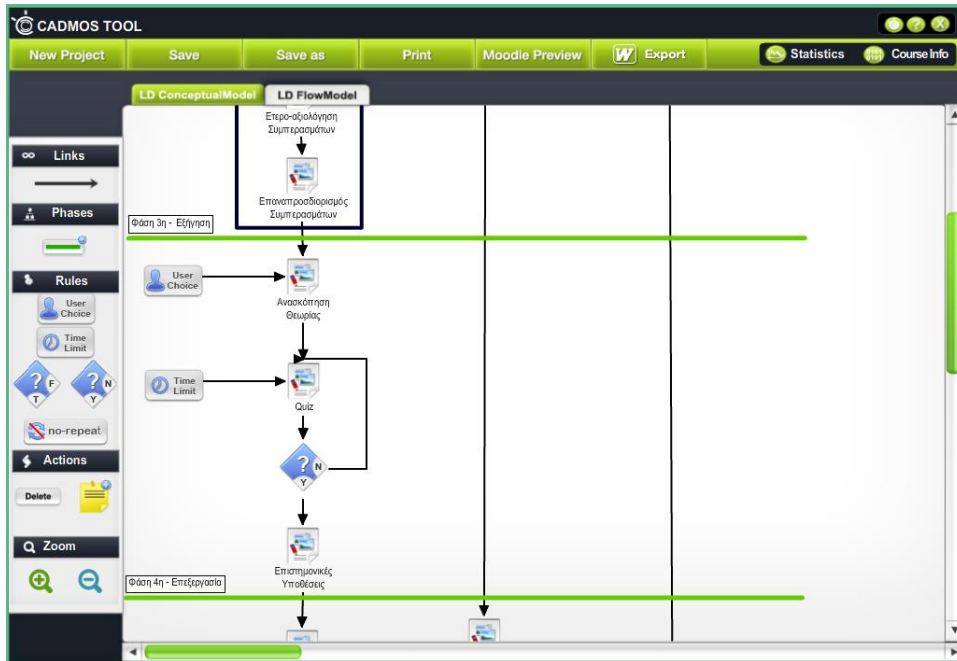 CADMOS TOOL
?
X
New Project
Save
Save as
Print
Moodle Preview
W Export
Statistics
Course Info
LD ConceptualModel
LD FlowModel
Links
Phases
Rules
User
Choice
Time
Limit
? F
T
? N
Y
no-repeat
Actions
Delete
Zoom
Ετερο-αξιολόγηση
Συμπερασμάτων
Επαναπροσδιορισμός
Συμπερασμάτων
Φάση 3η - Εξήγηση
User
Choice
Ανασκόπηση
Θεωρίας
Time
Limit
Quiz
? N
Y
Επιστημονικές
Υποθέσεις
Φάση 4η - Επεξεργασία